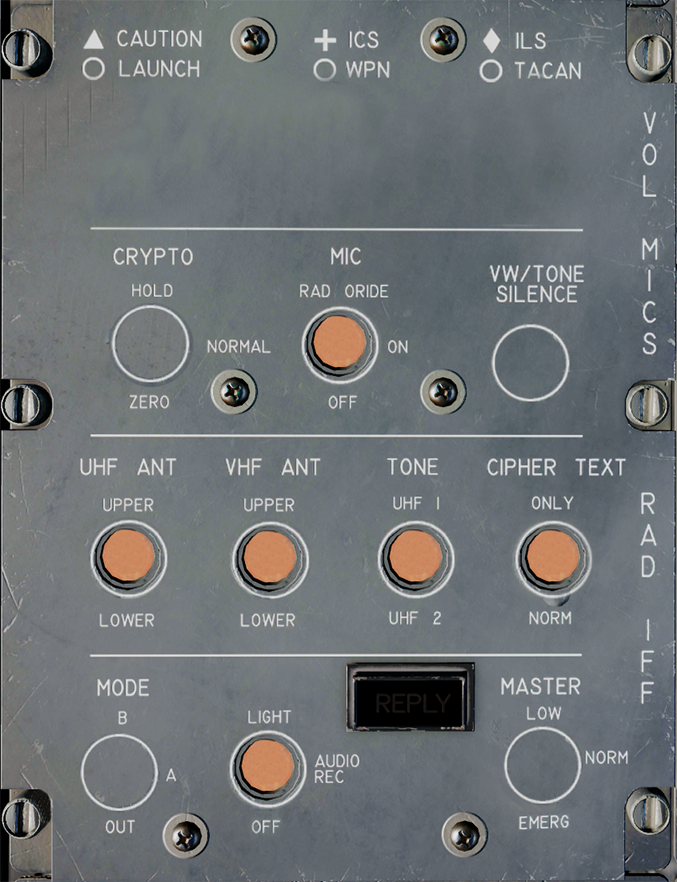 CAUTION ICS ILS
LAUNCH WPN TACAN
VOL
MICS
CRYPTO MIC
VW/TONE
SILENCE
HOLD RAD ORIDE
NORMAL ON
ZERO OFF
UHF ANT VHF ANT TONE CIPHER TEXT
RAD
IFF
UPPER UPPER UHF 1 ONLY
LOWER LOWER UHF 2 NORM
REPLY
MODE MASTER
B LIGHT LOW
A AUDIO
REC
NORM
OUT OFF EMERG